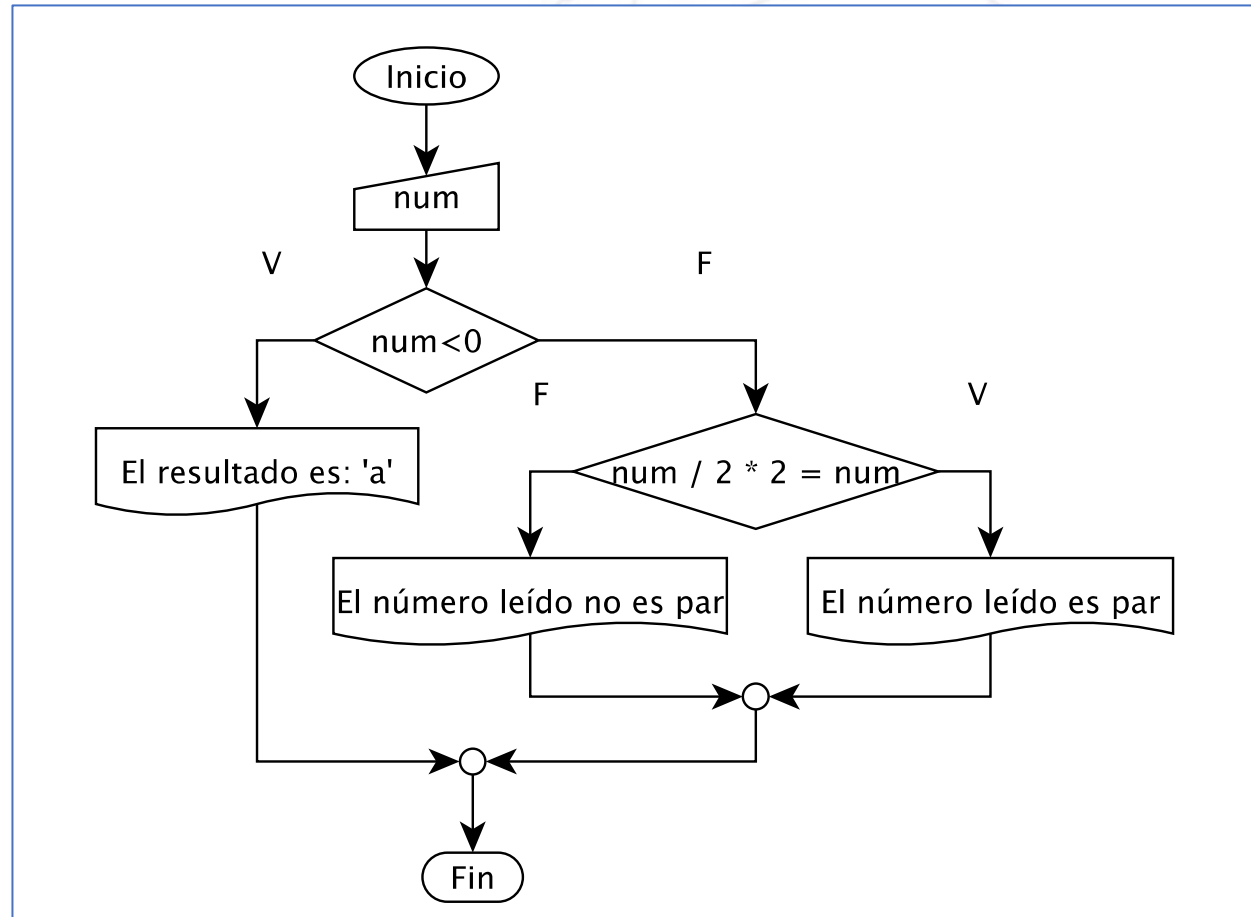 Inicio
num
V
F
num<0
F
V
El resultado es: 'a'
num / 2 * 2 = num
El número leído no es par
El número leído es par
Fin